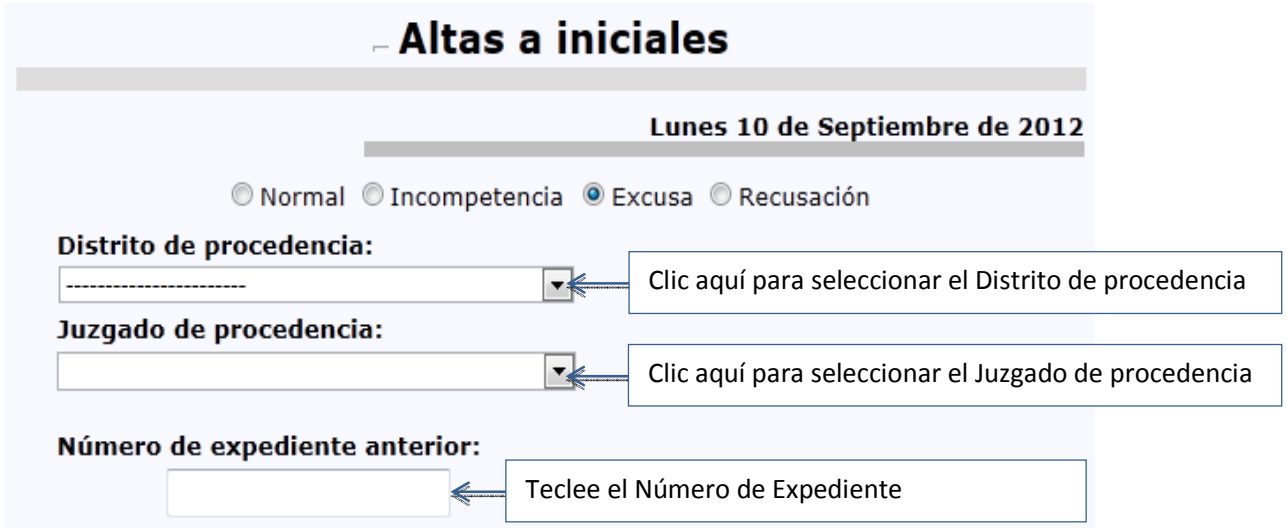 Altas a iniciales
Lunes 10 de Septiembre de 2012
Normal Incompetencia Excusa Recusación
Distrito de procedencia:
-----------------------
Clic aquí para seleccionar el Distrito de procedencia
Juzgado de procedencia:
Clic aquí para seleccionar el Juzgado de procedencia
Número de expediente anterior:
Teclee el Número de Expediente